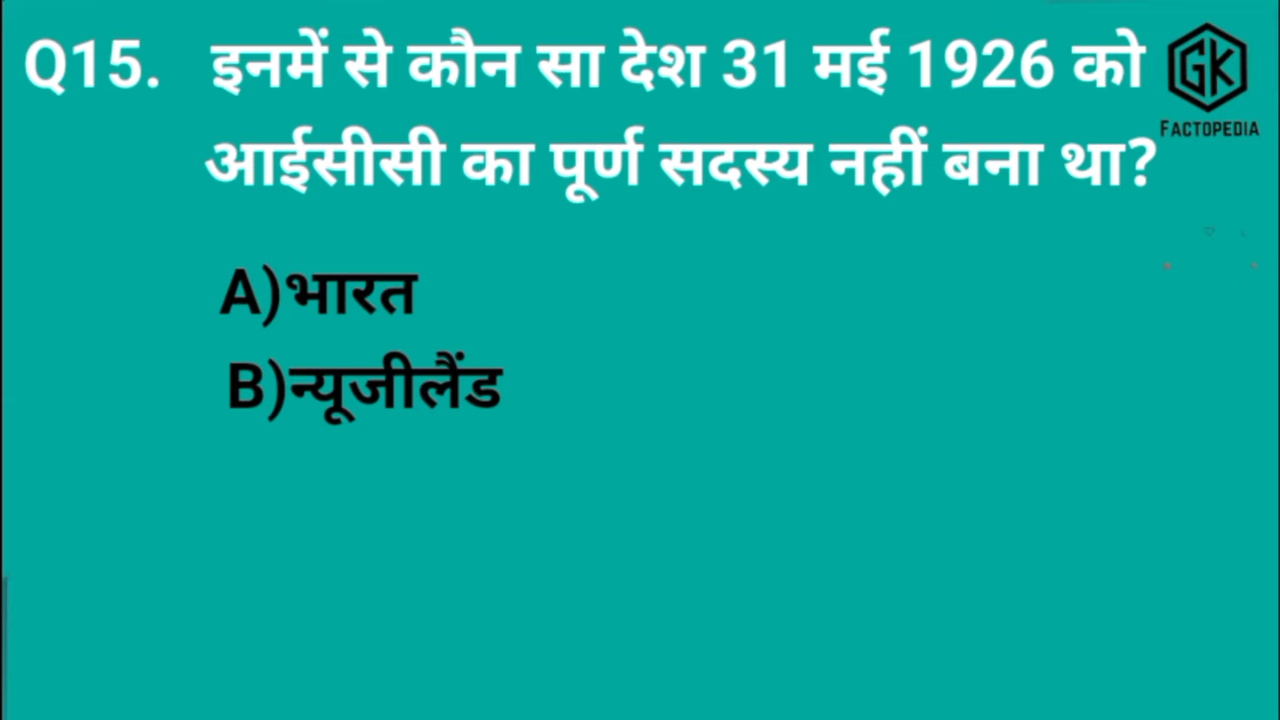 Q15. इनमें से कौन सा देश 31 मई 1926 को
आईसीसी का पूर्ण सदस्य नहीं बना था?
GK
FACTOPEDIA
A)भारत
B)न्यूजीलैंड